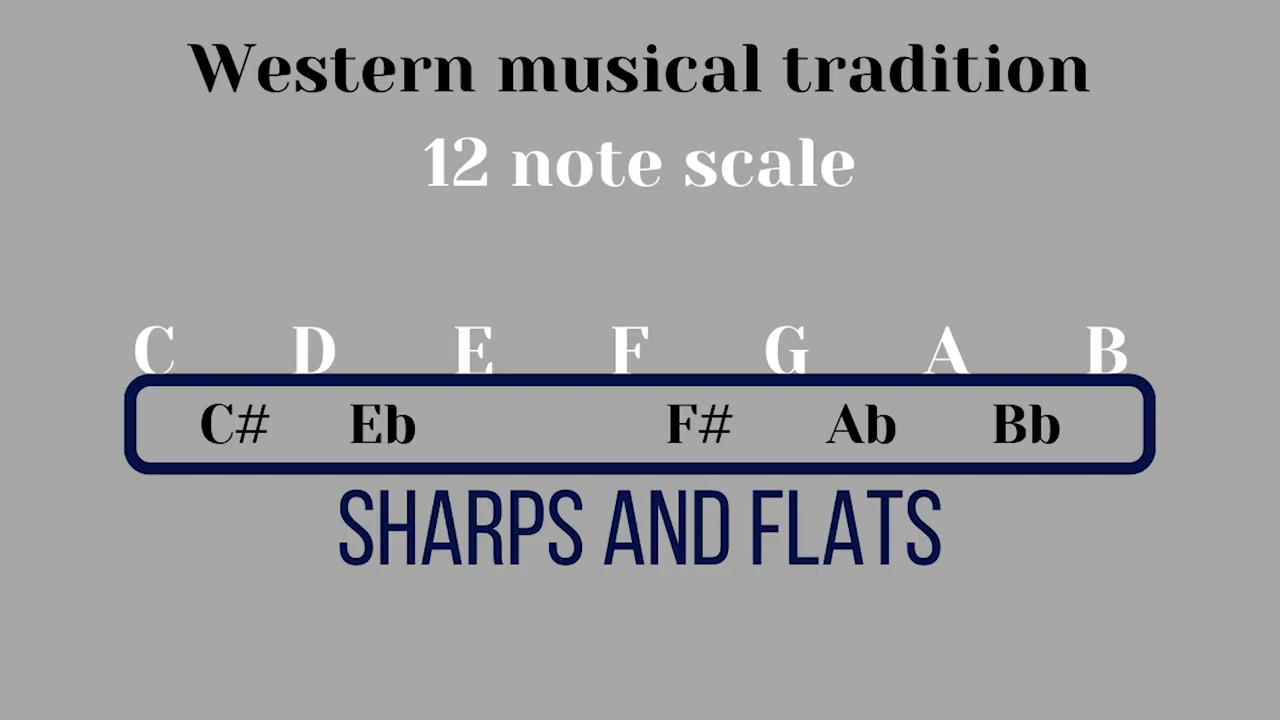 Western musical tradition
12 note scale
C D E F G A B
C# Eb F# Ab Bb
SHARPS AND FLATS